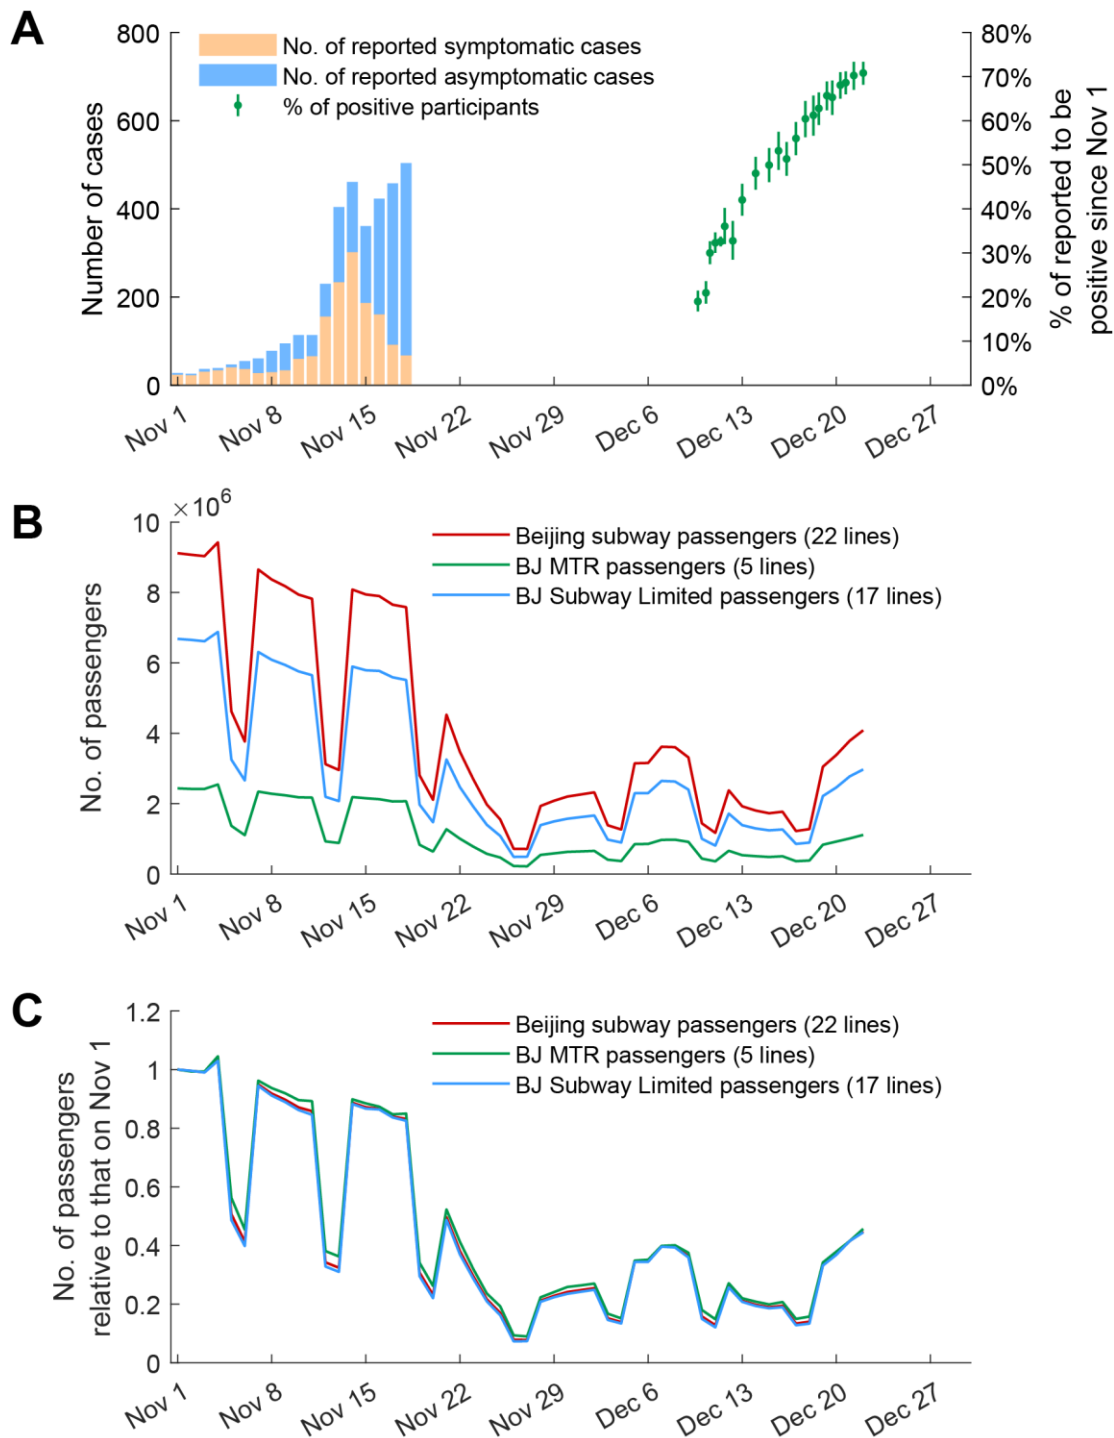 A
800
600
400
200
0
Number of cases
No. of reported symptomatic cases
No. of reported asymptomatic cases
% of positive participants
80%
70%
60%
50%
40%
30%
20%
10%
0%
% of reported to be
positive since Nov 1
Nov 1
Nov 8
Nov 15
Nov 22
Nov 29
Dec 6
Dec 13
Dec 20
Dec 27
B
×10⁶
10
8
6
4
2
0
No. of passengers
Beijing subway passengers (22 lines)
BJ MTR passengers (5 lines)
BJ Subway Limited passengers (17 lines)
Nov 1
Nov 8
Nov 15
Nov 22
Nov 29
Dec 6
Dec 13
Dec 20
Dec 27
C
1.2
1
0.8
0.6
0.4
0.2
0
No. of passengers
relative to that on Nov 1
Beijing subway passengers (22 lines)
BJ MTR passengers (5 lines)
BJ Subway Limited passengers (17 lines)
Nov 1
Nov 8
Nov 15
Nov 22
Nov 29
Dec 6
Dec 13
Dec 20
Dec 27